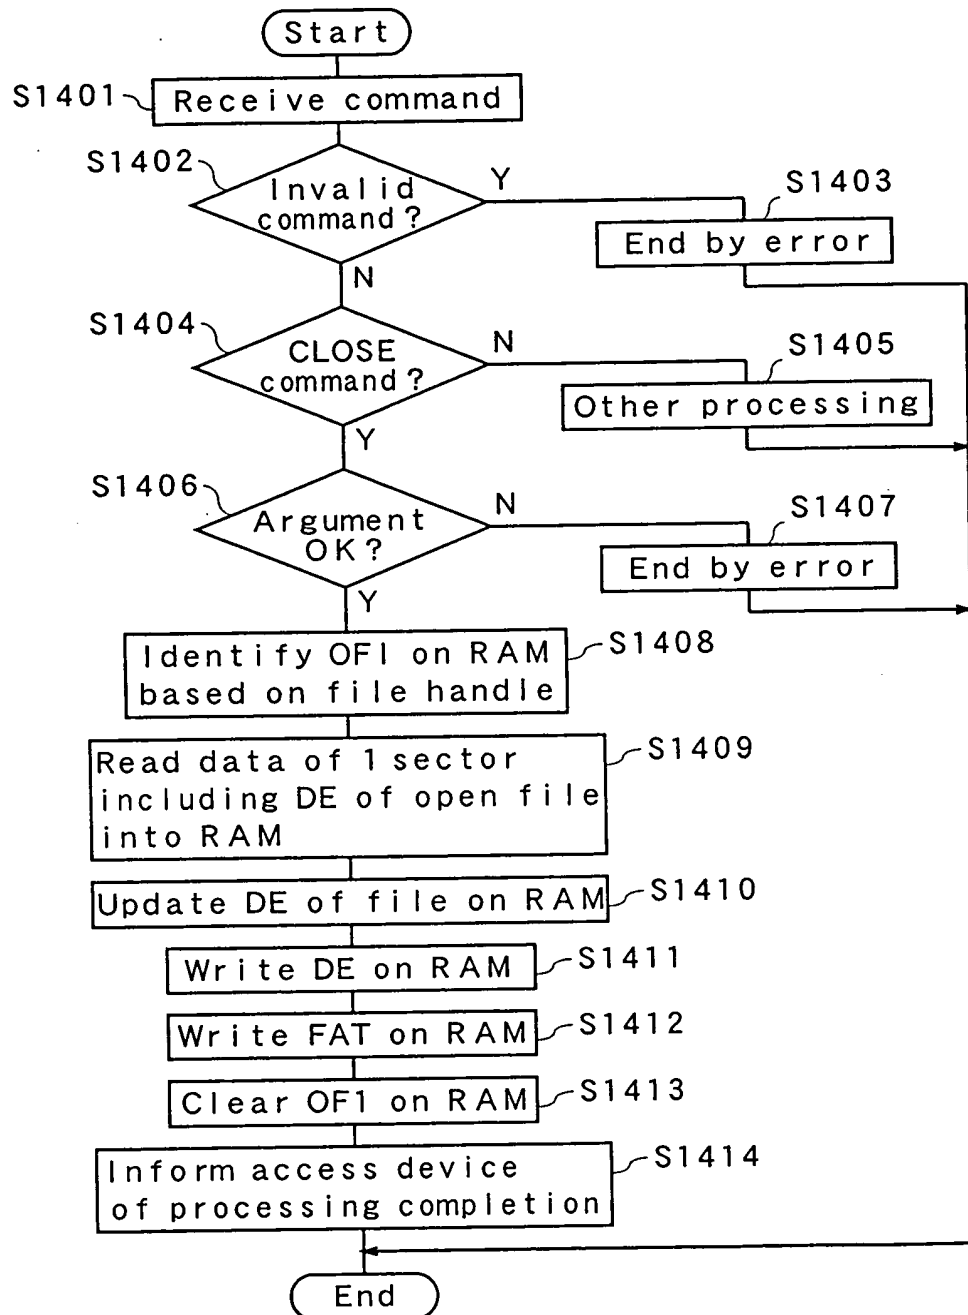 Start
S1401
Receive command
S1402
Invalid
command?
Y
S1403
End by error
N
S1404
CLOSE
command?
N
S1405
Other processing
Y
S1406
Argument
OK?
N
S1407
End by error
Y
Identify OFI on RAM
based on file handle
S1408
Read data of 1 sector
including DE of open file
into RAM
S1409
Update DE of file on RAM
S1410
Write DE on RAM
S1411
Write FAT on RAM
S1412
Clear OF1 on RAM
S1413
Inform access device
of processing completion
S1414
End